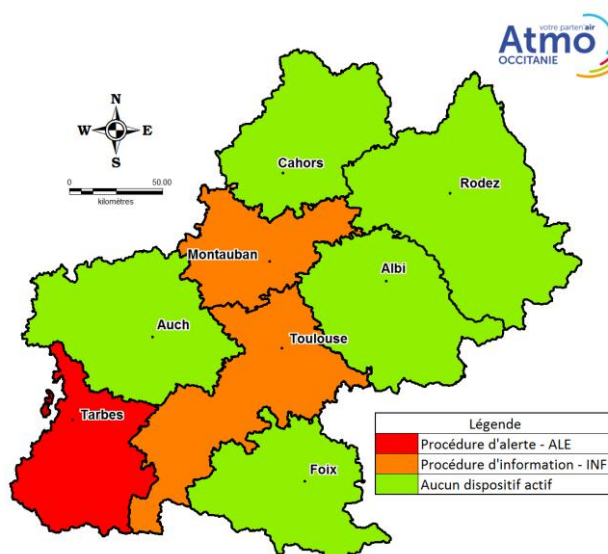 votre parten'air
Atmo
OCCITANIE
N
W E
S
0 50.00
kilomètres
Cahors
Rodez
Montauban
Albi
Auch
Toulouse
Tarbes
Foix
Légende
Procédure d'alerte - ALE
Procédure d'information - INF
Aucun dispositif actif